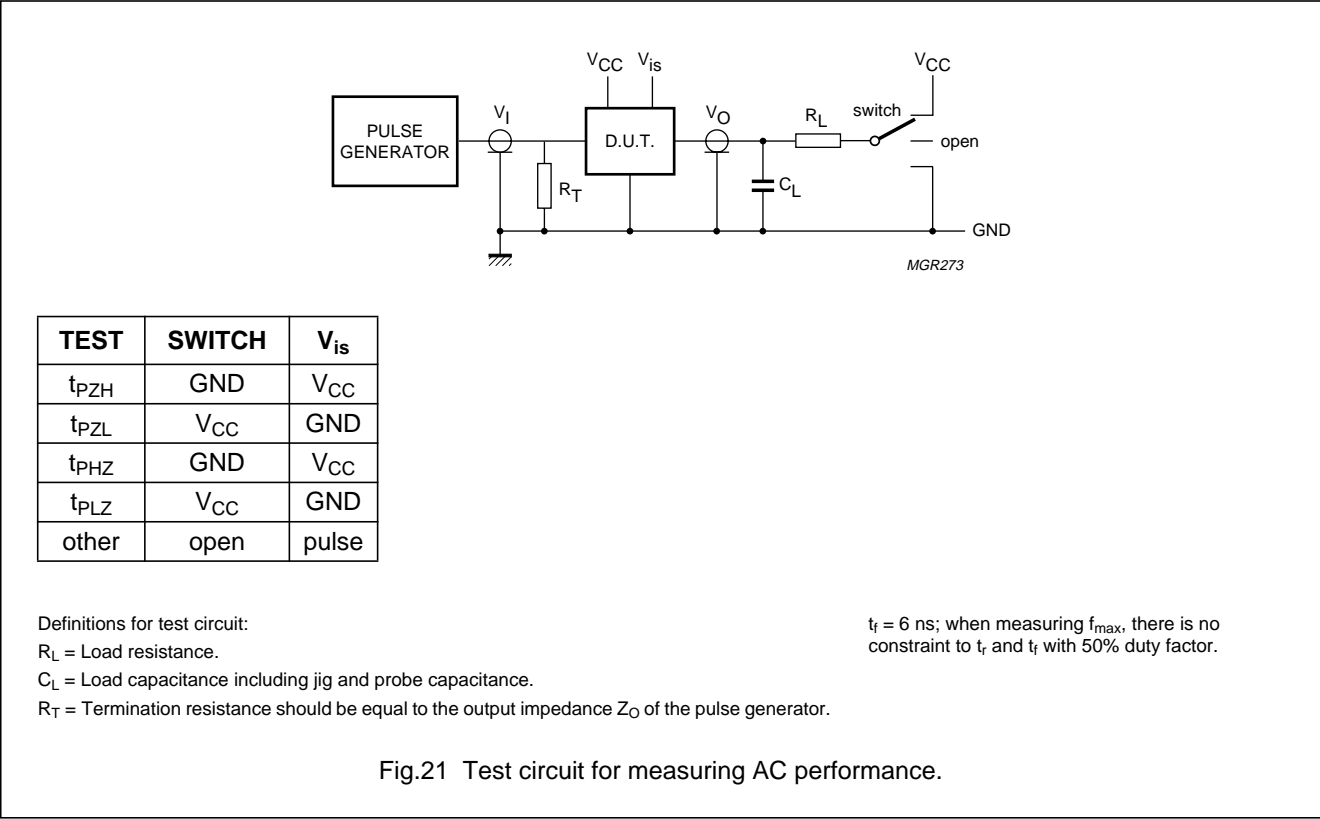 V_CC V_is
V_CC
PULSE
GENERATOR
V_I
D.U.T.
V_O
R_L
switch
open
R_T
C_L
GND
MGR273
TEST SWITCH V_is
t_PZH GND V_CC
t_PZL V_CC GND
t_PHZ GND V_CC
t_PLZ V_CC GND
other open pulse
Definitions for test circuit:
R_L = Load resistance.
C_L = Load capacitance including jig and probe capacitance.
R_T = Termination resistance should be equal to the output impedance Z_O of the pulse generator.
t_f = 6 ns; when measuring f_max, there is no
constraint to t_r and t_f with 50% duty factor.
Fig.21 Test circuit for measuring AC performance.